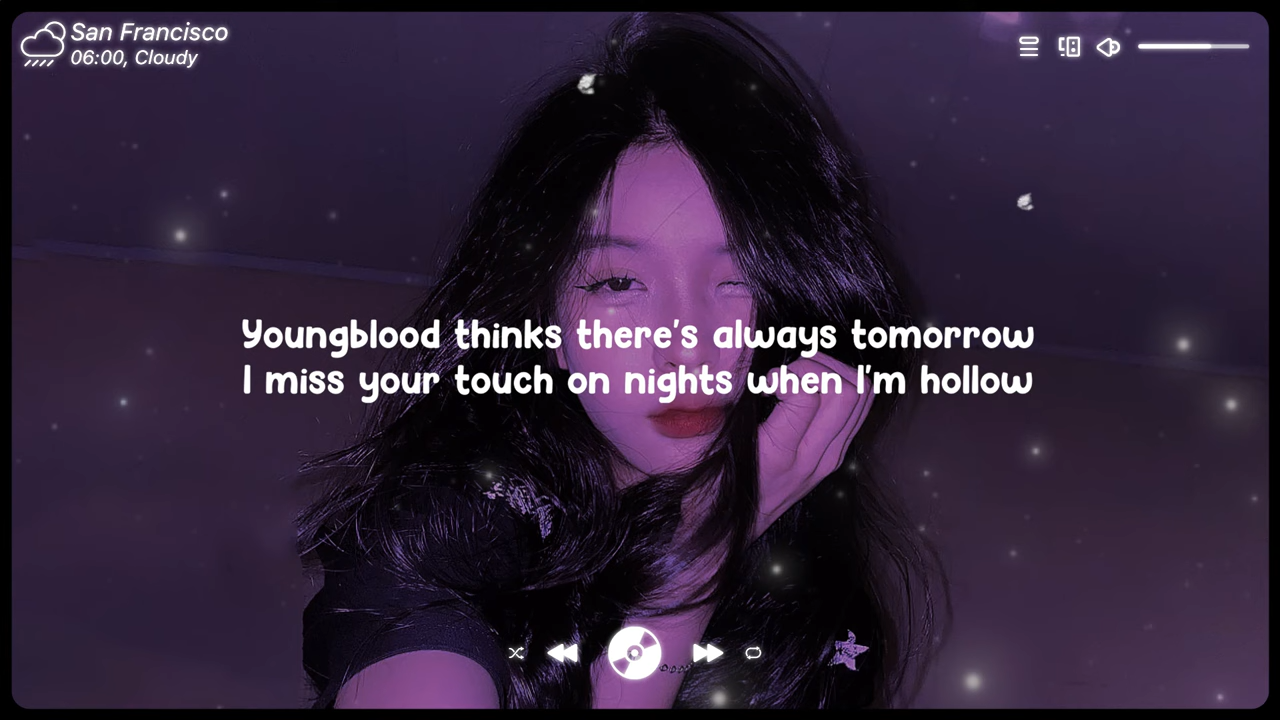 San Francisco
06:00, Cloudy
Youngblood thinks there's always tomorrow
I miss your touch on nights when I'm hollow